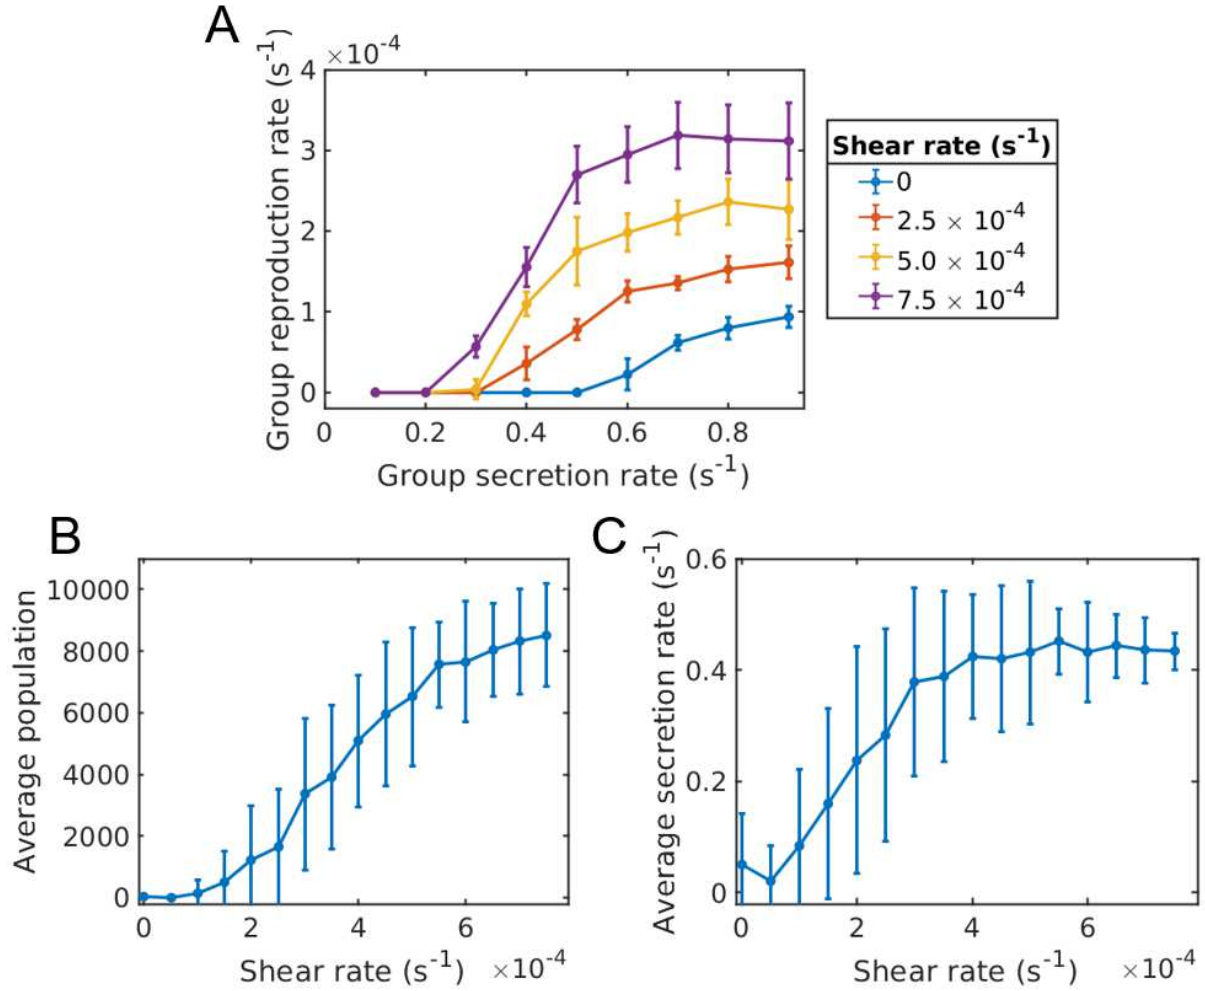 A
×10⁻⁴
Group reproduction rate (s⁻¹)
4
3
2
1
0
0
0.2
0.4
0.6
0.8
Group secretion rate (s⁻¹)
Shear rate (s⁻¹)
0
2.5 × 10⁻⁴
5.0 × 10⁻⁴
7.5 × 10⁻⁴
B
Average population
10000
8000
6000
4000
2000
0
0
2
4
6
Shear rate (s⁻¹) ×10⁻⁴
C
Average secretion rate (s⁻¹)
0.6
0.4
0.2
0
0
2
4
6
Shear rate (s⁻¹) ×10⁻⁴